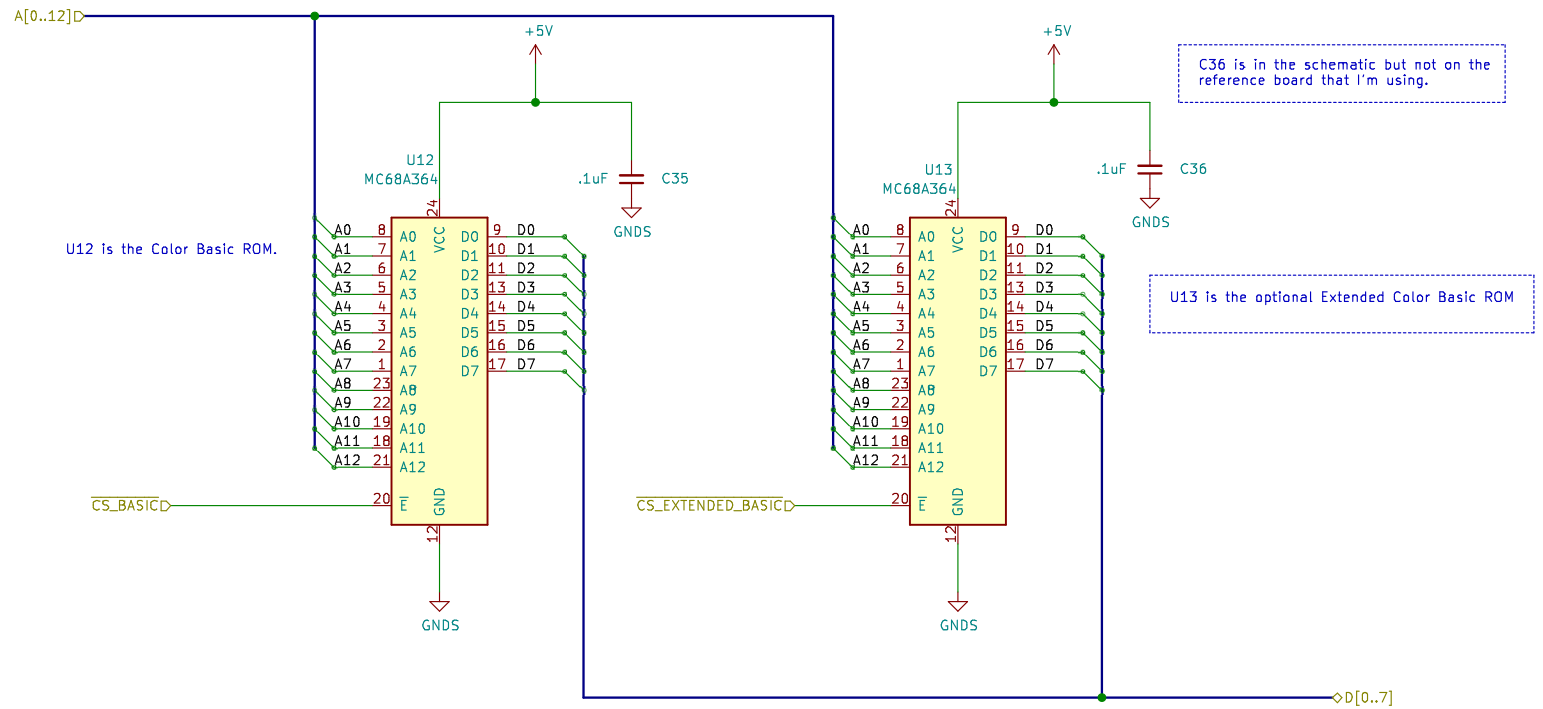 A[0..12]
+5V
+5V
C36 is in the schematic but not on the
reference board that I'm using.
U12
MC68A364
.1uF
C35
GNDS
U13
MC68A364
.1uF
C36
GNDS
U12 is the Color Basic ROM.
U13 is the optional Extended Color Basic ROM
24
VCC
A0 8 A0 D0 9 D0
A1 7 A1 D1 10 D1
A2 6 A2 D2 11 D2
A3 5 A3 D3 13 D3
A4 4 A4 D4 14 D4
A5 3 A5 D5 15 D5
A6 2 A6 D6 16 D6
A7 1 A7 D7 17 D7
A8 23 A8
A9 22 A9
A10 19 A10
A11 18 A11
A12 21 A12
CS_BASIC 20 E
GND
12
GNDS
24
VCC
A0 8 A0 D0 9 D0
A1 7 A1 D1 10 D1
A2 6 A2 D2 11 D2
A3 5 A3 D3 13 D3
A4 4 A4 D4 14 D4
A5 3 A5 D5 15 D5
A6 2 A6 D6 16 D6
A7 1 A7 D7 17 D7
A8 23 A8
A9 22 A9
A10 19 A10
A11 18 A11
A12 21 A12
CS_EXTENDED_BASIC 20 E
GND
12
GNDS
D[0..7]